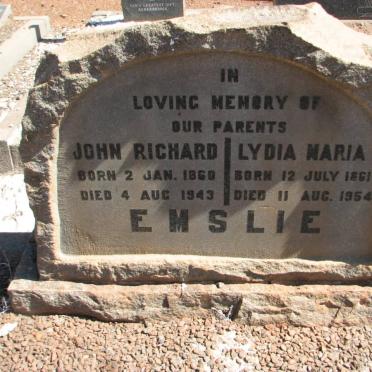 IN
LOVING MEMORY OF
OUR PARENTS
JOHN RICHARD LYDIA MARIA
BORN 2 JAN. 1860 BORN 12 JULY 1861
DIED 4 AUG 1943 DIED 11 AUG. 1954
EMSLIE